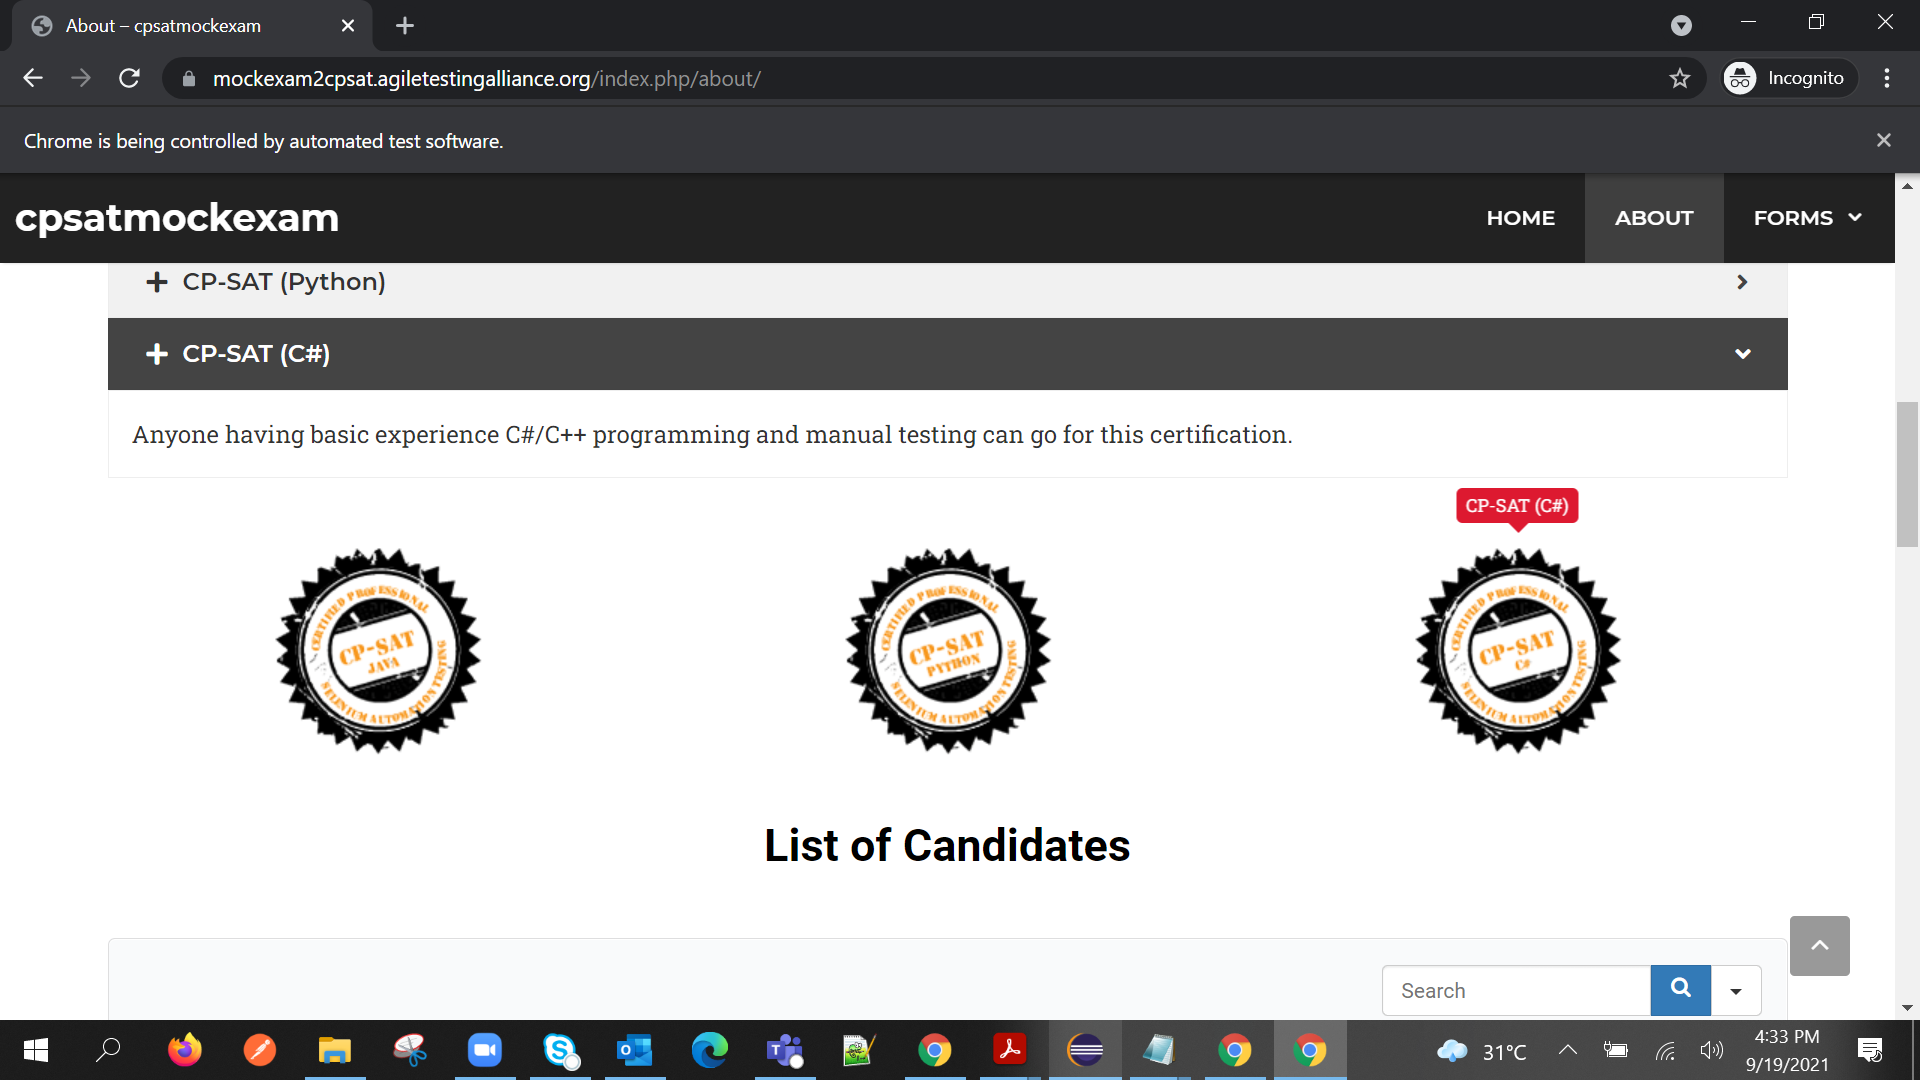 About – cpsatmockexam
mockexam2cpsat.agiletestingalliance.org/index.php/about/
Incognito
Chrome is being controlled by automated test software.
cpsatmockexam
HOME
ABOUT
FORMS
CP-SAT (Python)
CP-SAT (C#)
Anyone having basic experience C#/C++ programming and manual testing can go for this certification.
CP-SAT (C#)
CERTIFIED PROFESSIONAL
CP-SAT
JAVA
SELENIUM AUTOMATION TESTING
CERTIFIED PROFESSIONAL
CP-SAT
PYTHON
SELENIUM AUTOMATION TESTING
CERTIFIED PROFESSIONAL
CP-SAT
C#
SELENIUM AUTOMATION TESTING
List of Candidates
Search
31°C
4:33 PM
9/19/2021